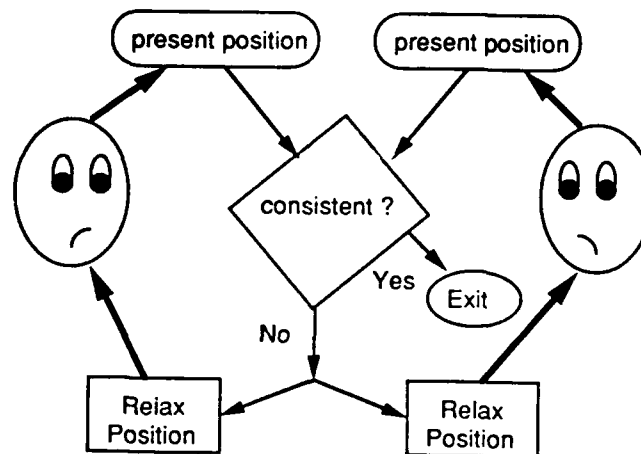 present position
present position
consistent ?
Yes
Exit
No
Relax
Position
Relax
Position